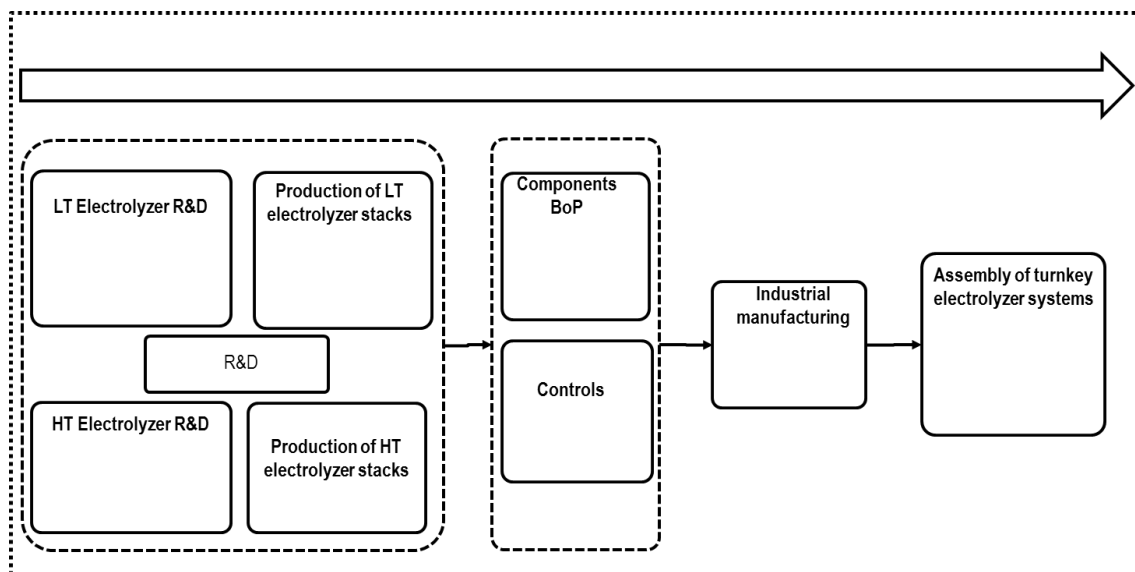 LT Electrolyzer R&D
Production of LT
electrolyzer stacks
R&D
HT Electrolyzer R&D
Production of HT
electrolyzer stacks
Components
BoP
Controls
Industrial
manufacturing
Assembly of turnkey
electrolyzer systems